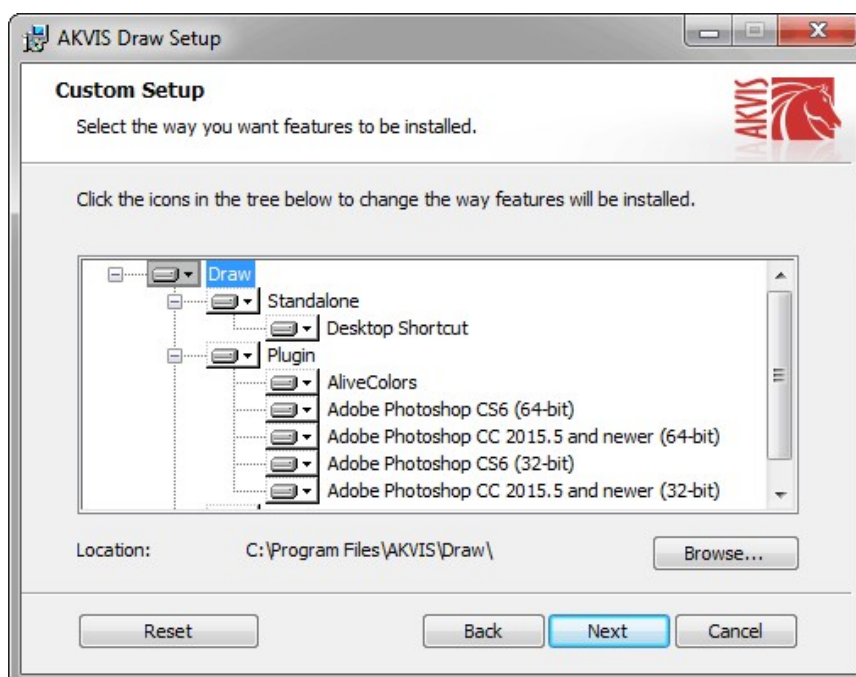 AKVIS Draw Setup
Custom Setup
Select the way you want features to be installed.
AKVIS
Click the icons in the tree below to change the way features will be installed.
Draw
Standalone
Desktop Shortcut
Plugin
AliveColors
Adobe Photoshop CS6 (64-bit)
Adobe Photoshop CC 2015.5 and newer (64-bit)
Adobe Photoshop CS6 (32-bit)
Adobe Photoshop CC 2015.5 and newer (32-bit)
Location: C:\Program Files\AKVIS\Draw\ Browse...
Reset Back Next Cancel